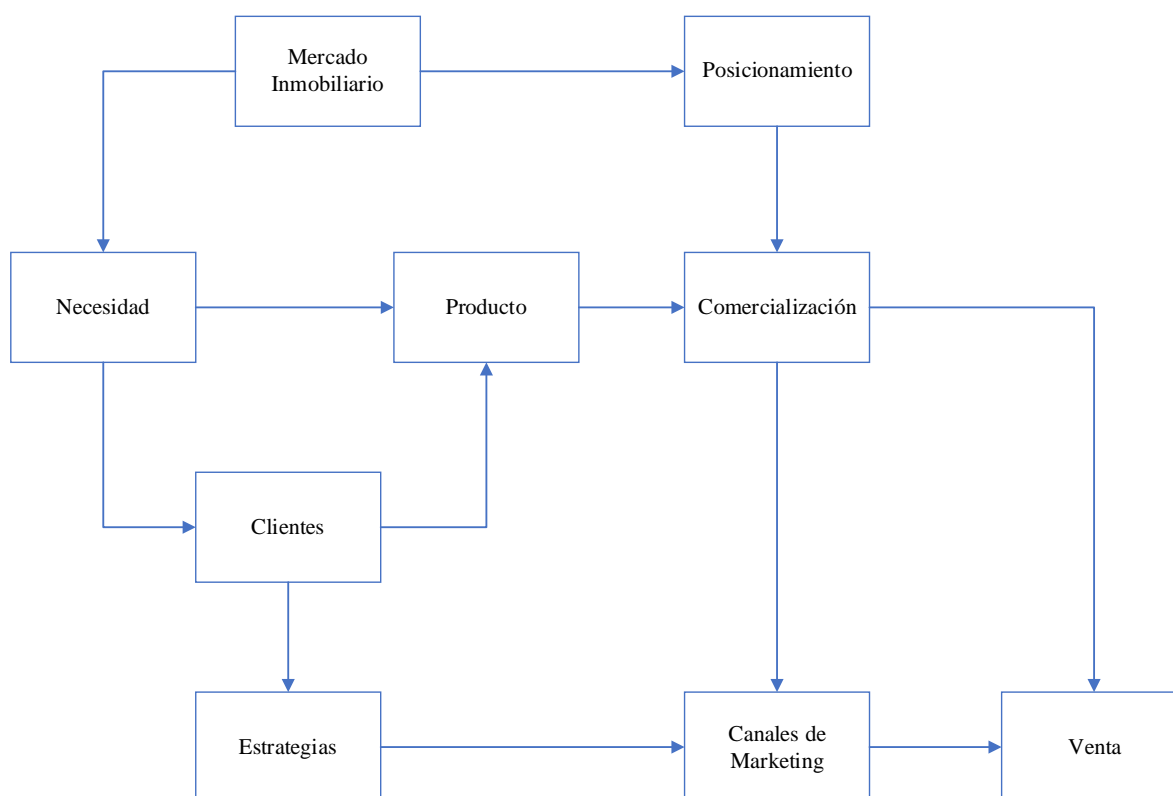 Mercado
Inmobiliario
Posicionamiento
Necesidad
Producto
Comercialización
Clientes
Estrategias
Canales de
Marketing
Venta